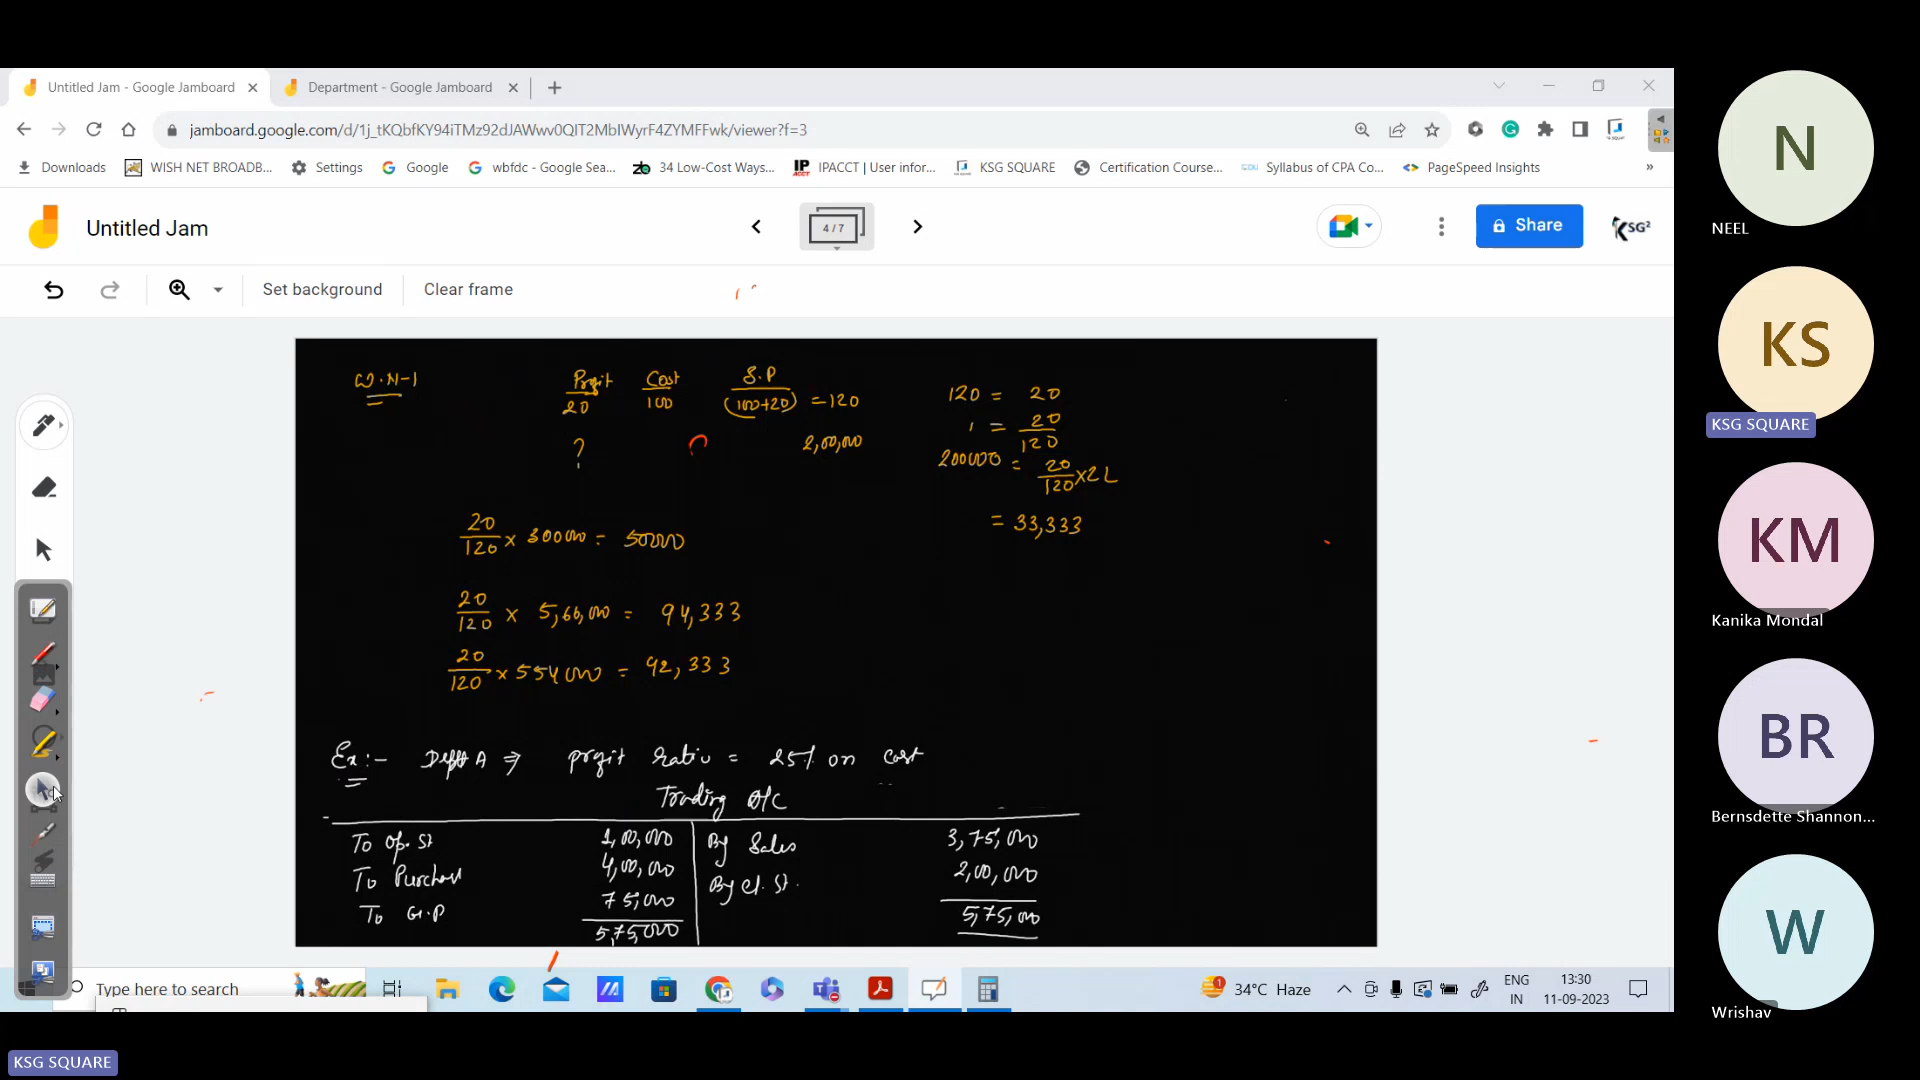 Untitled Jam - Google Jamboard
Department - Google Jamboard
jamboard.google.com/d/1j_tKQbfKY94iTMz92dJAWwv0QIT2MbIWyrF4ZYMFFwk/viewer?f=3
Downloads WISH NET BROADB... Settings Google wbfdc - Google Sea... 34 Low-Cost Ways... IPACCT | User infor... KSG SQUARE Certification Course... Syllabus of CPA Co... PageSpeed Insights »
Untitled Jam
4 / 7
Share
KSG²
Set background Clear frame
W.N-1
Profit Cost S.P
20 100 (100+20) = 120
? 2,00,000
120 = 20
1 = 20/120
200000 = 20/120 × 2 L
= 33,333
20/120 × 300000 = 50000
20/120 × 5,66,000 = 94,333
20/120 × 554000 = 92,333
Ex:- Deptt A ⇒ profit ratio = 25% on cost
Trading A/C
To Op. St 1,00,000 By Sales 3,75,000
To Purchase 4,00,000 By Cl. St. 2,00,000
To G.P 75,000
5,75,000 5,75,000
Type here to search
34°C Haze
ENG
IN
13:30
11-09-2023
N
NEEL
KS
KSG SQUARE
KM
Kanika Mondal
BR
Bernsdette Shannon...
W
Wrishav
KSG SQUARE